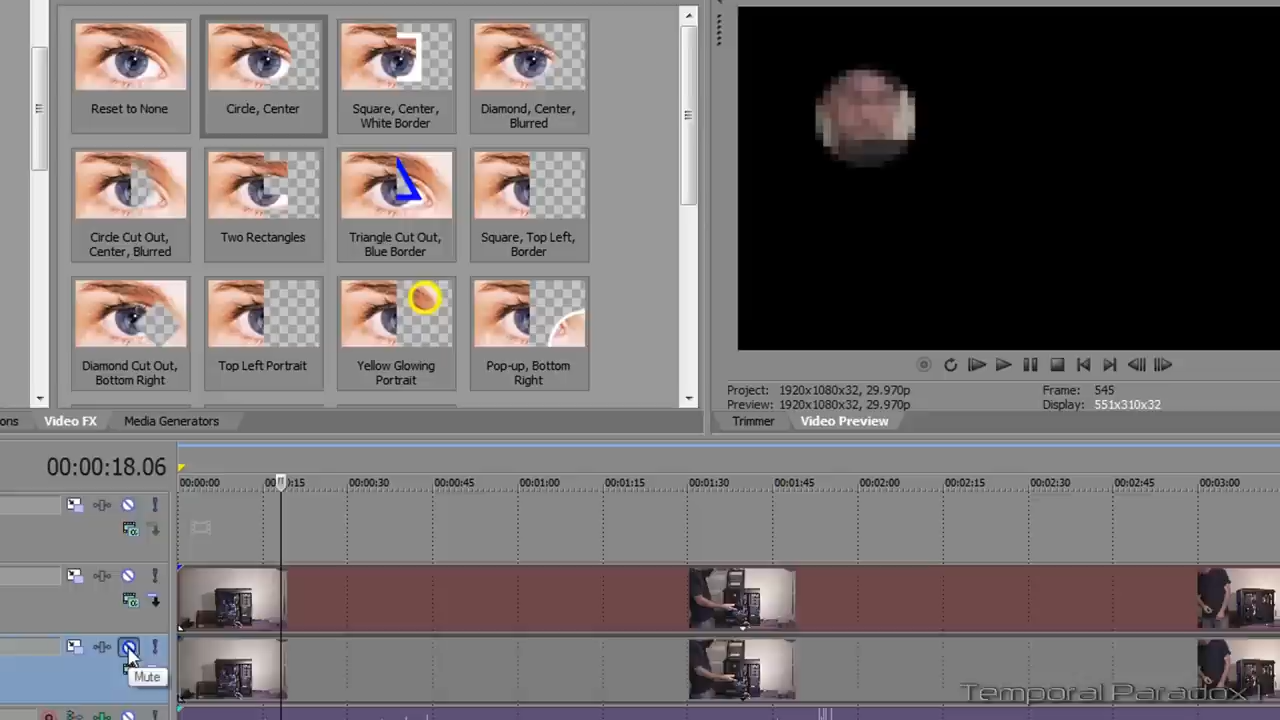 Reset to None
Circle, Center
Square, Center,
White Border
Diamond, Center,
Blurred
Circle Cut Out,
Center, Blurred
Two Rectangles
Triangle Cut Out,
Blue Border
Square, Top Left,
Border
Diamond Cut Out,
Bottom Right
Top Left Portrait
Yellow Glowing
Portrait
Pop-up, Bottom
Right
Project: 1920x1080x32, 29.970p
Frame: 545
Preview: 1920x1080x32, 29.970p
Display: 551x310x32
ons
Video FX
Media Generators
Trimmer
Video Preview
00:00:18.06
00:00:00
:15
00:00:30
00:00:45
00:01:00
00:01:15
00:01:30
00:01:45
00:02:00
00:02:15
00:02:30
00:02:45
00:03:00
Mute
Temporal Paradox